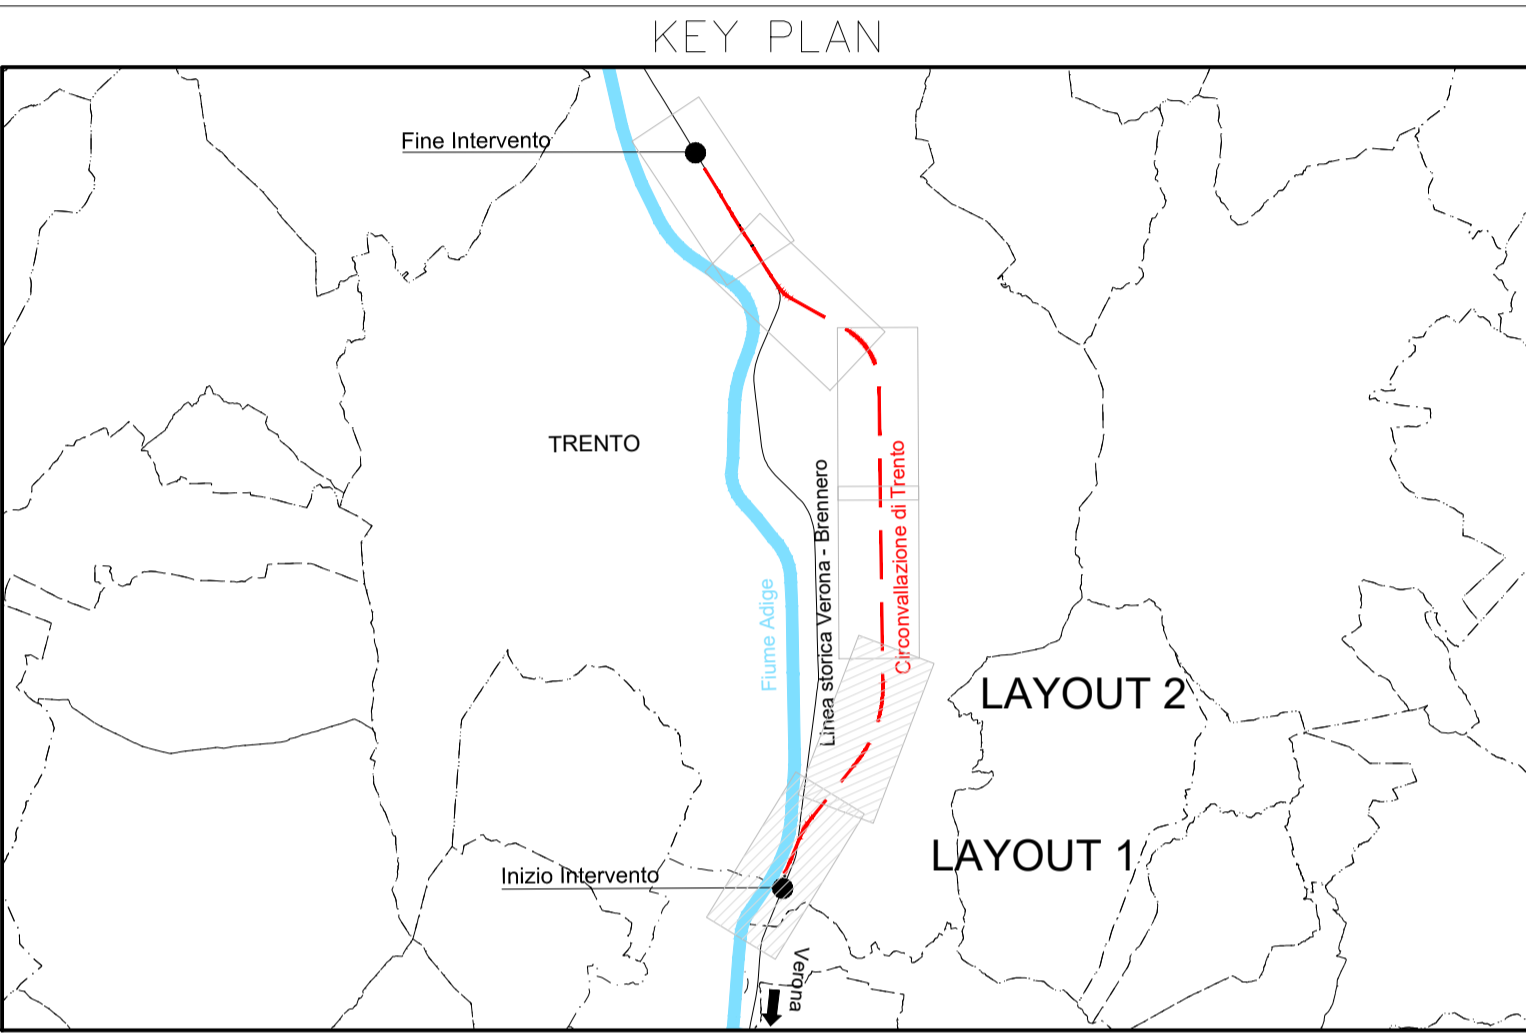 KEY PLAN
Fine Intervento
TRENTO
Linea storica Verona - Brennero
Circonvallazione di Trento
Fiume Adige
LAYOUT 2
LAYOUT 1
Inizio Intervento
Verona